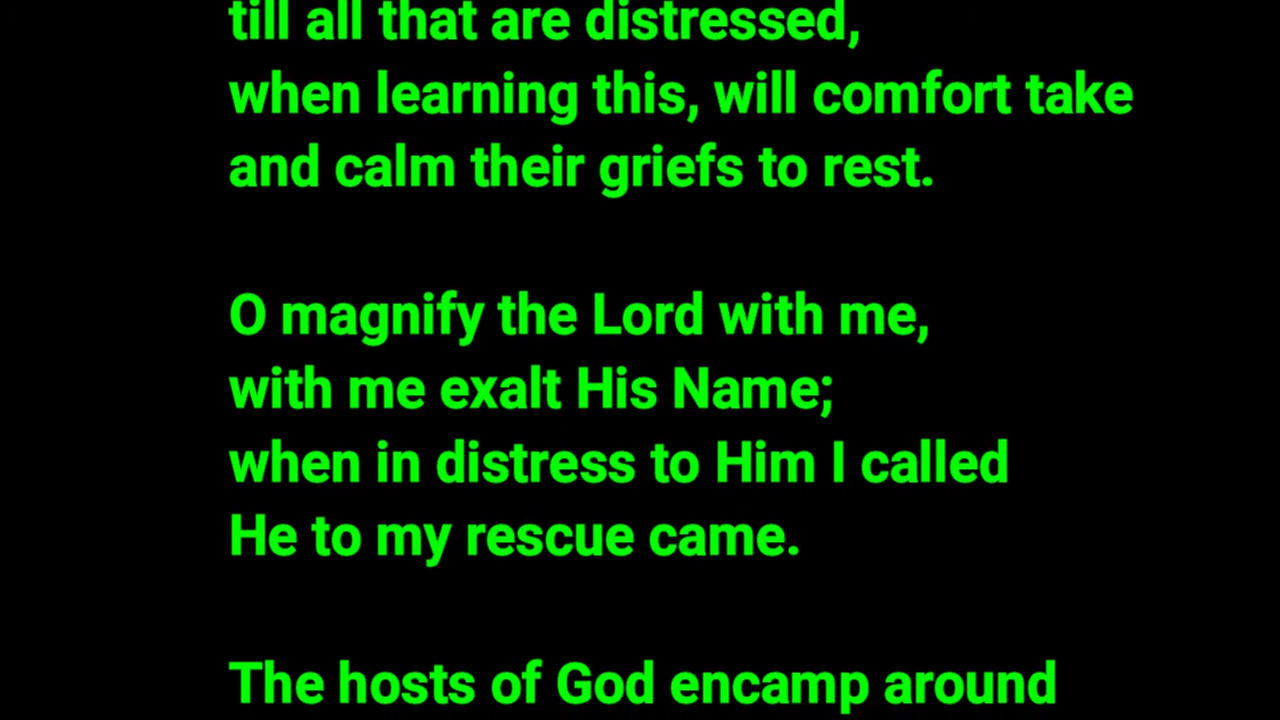 till all that are distressed,
when learning this, will comfort take
and calm their griefs to rest.
O magnify the Lord with me,
with me exalt His Name;
when in distress to Him I called
He to my rescue came.
The hosts of God encamp around